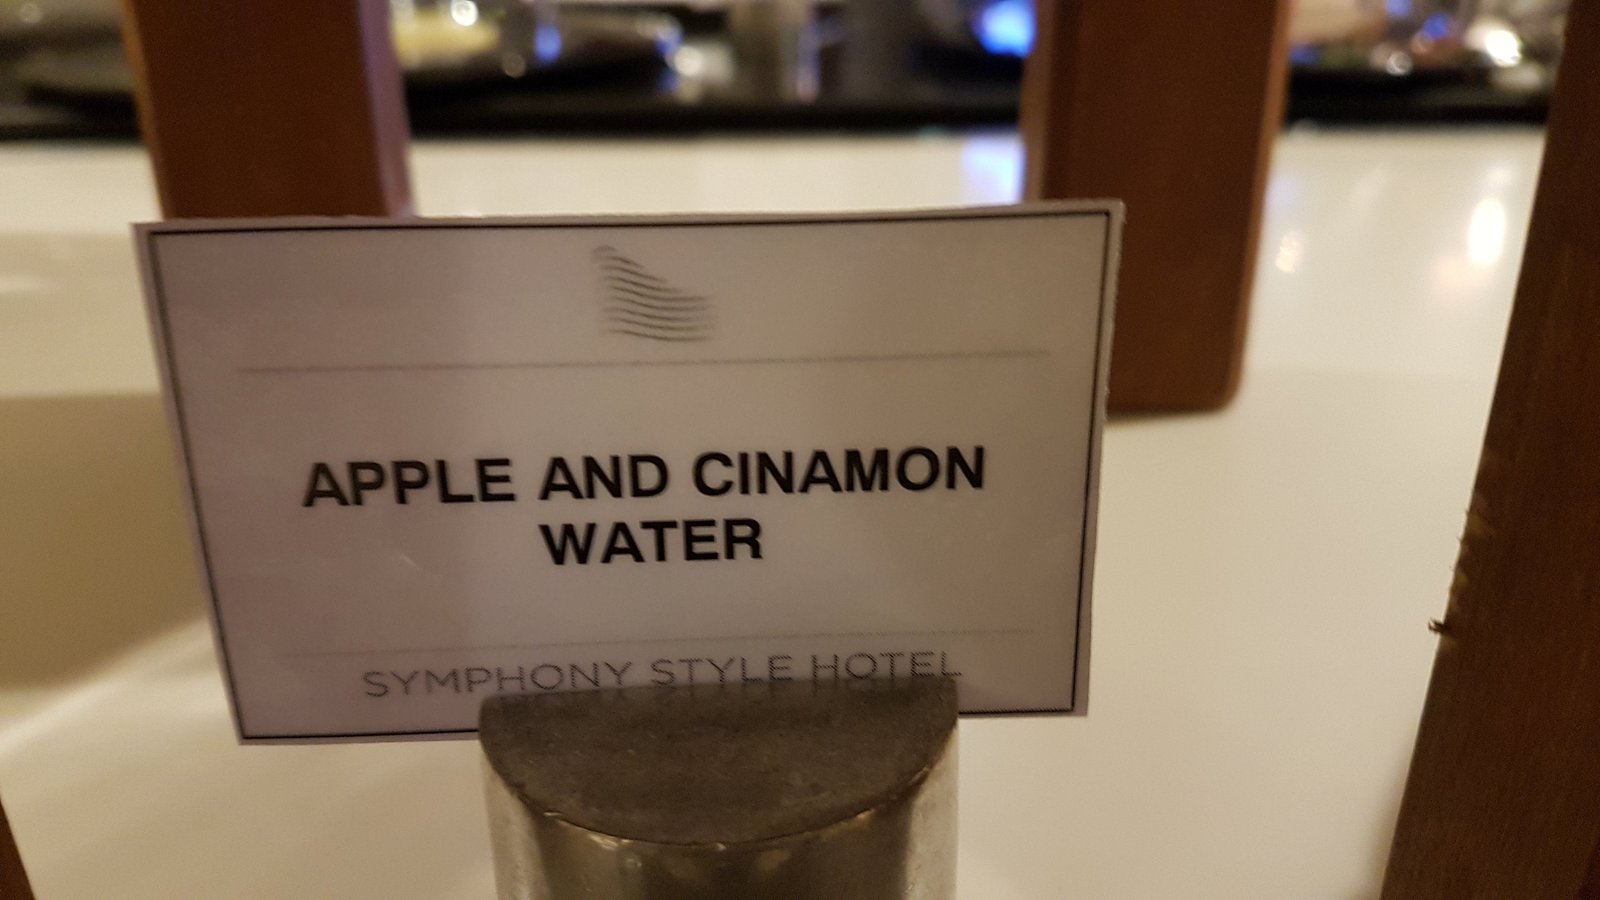 APPLE AND CINAMON
WATER
SYMPHONY STYLE HOTEL